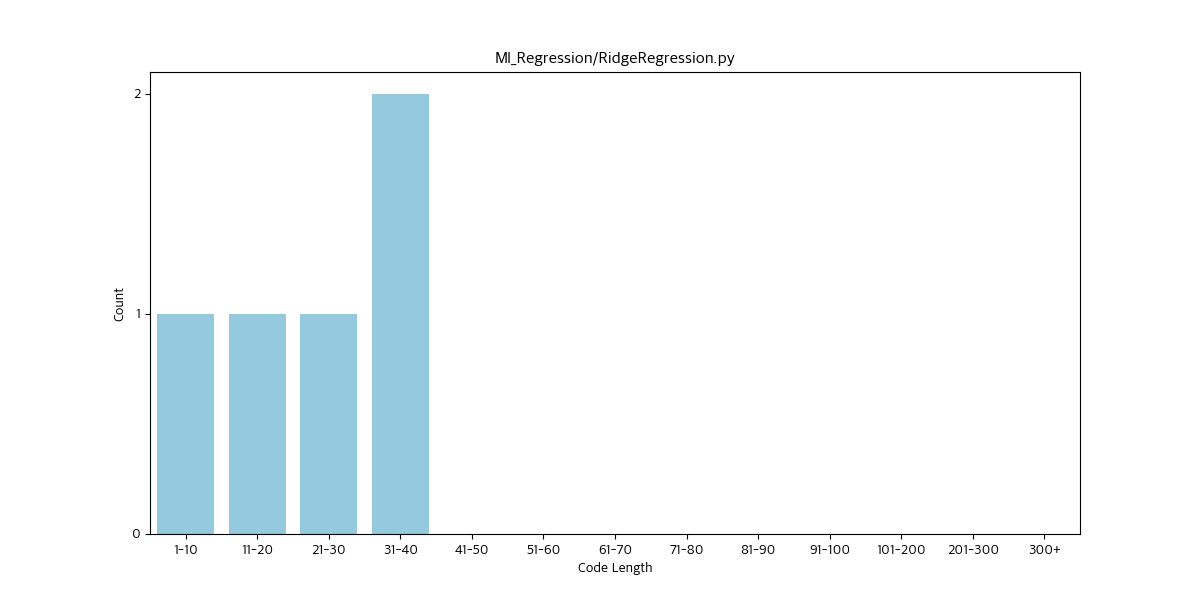 MI_Regression/RidgeRegression.py
2
1
0
Count
1-10 11-20 21-30 31-40 41-50 51-60 61-70 71-80 81-90 91-100 101-200 201-300 300+
Code Length